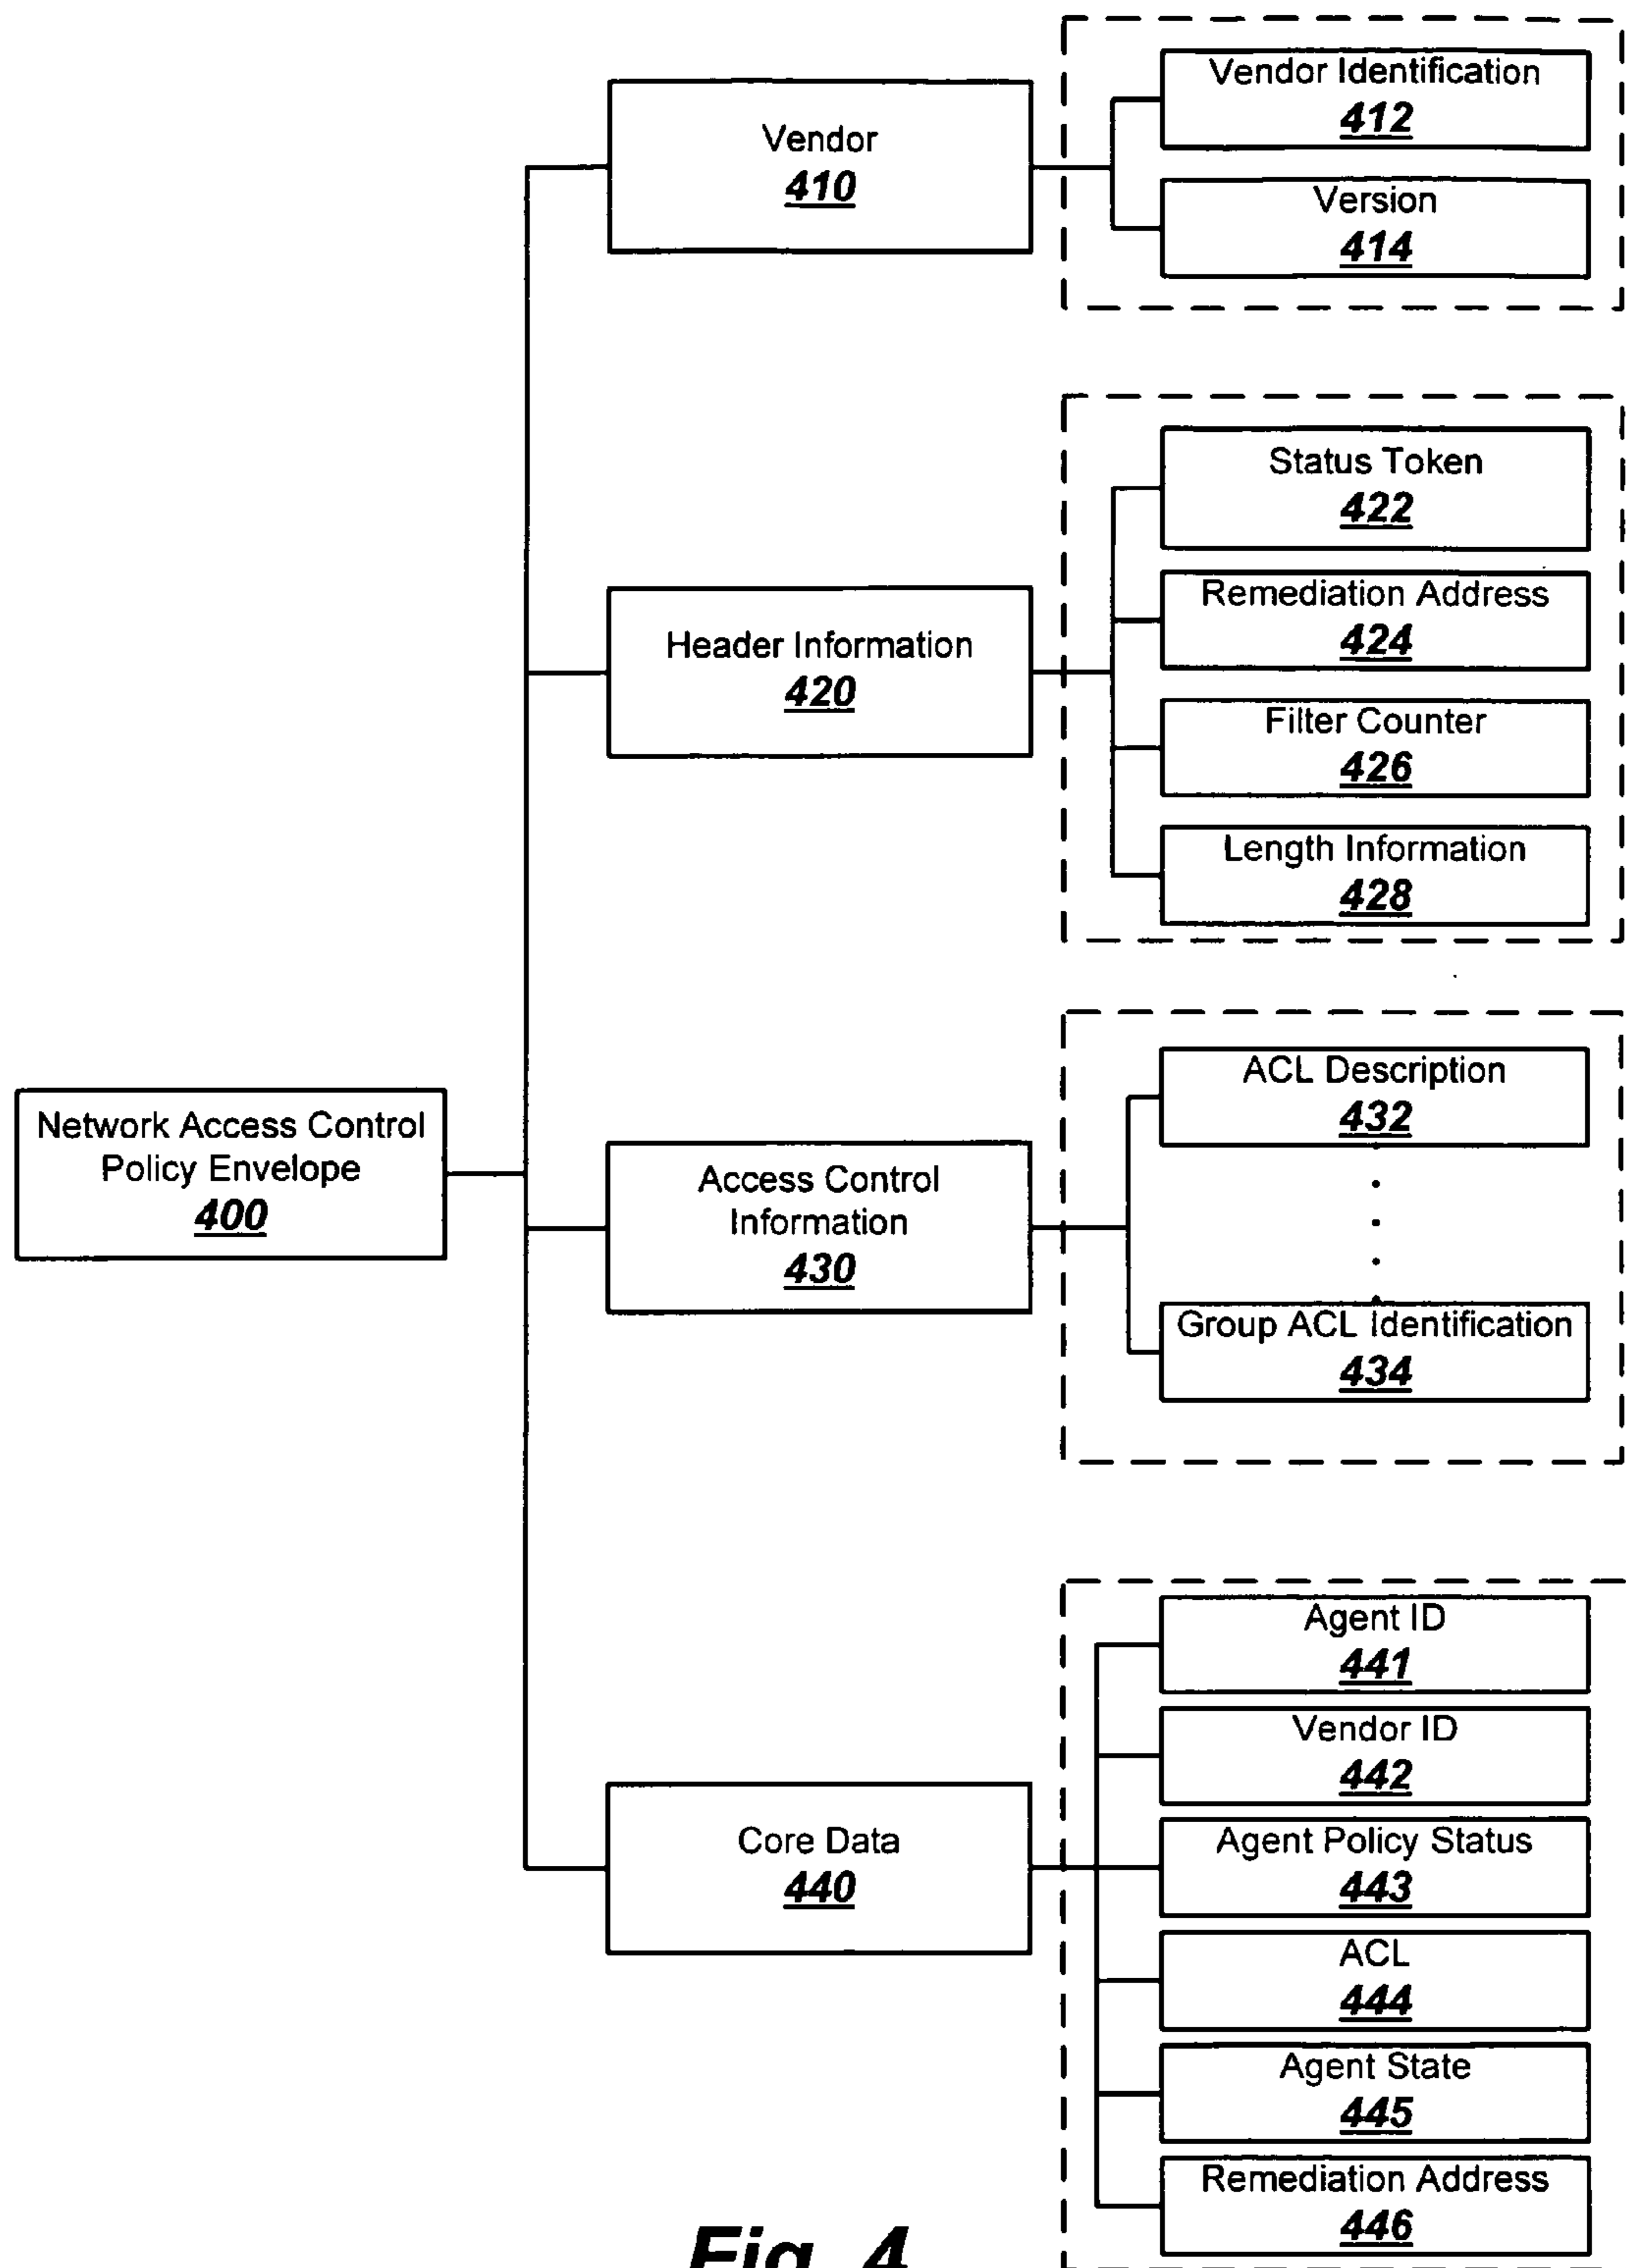 Vendor Identification
412
Version
414
Vendor
410
Status Token
422
Remediation Address
424
Filter Counter
426
Length Information
428
Header Information
420
Network Access Control
Policy Envelope
400
Access Control
Information
430
ACL Description
432
Group ACL Identification
434
Core Data
440
Agent ID
441
Vendor ID
442
Agent Policy Status
443
ACL
444
Agent State
445
Remediation Address
446
Fig. 4